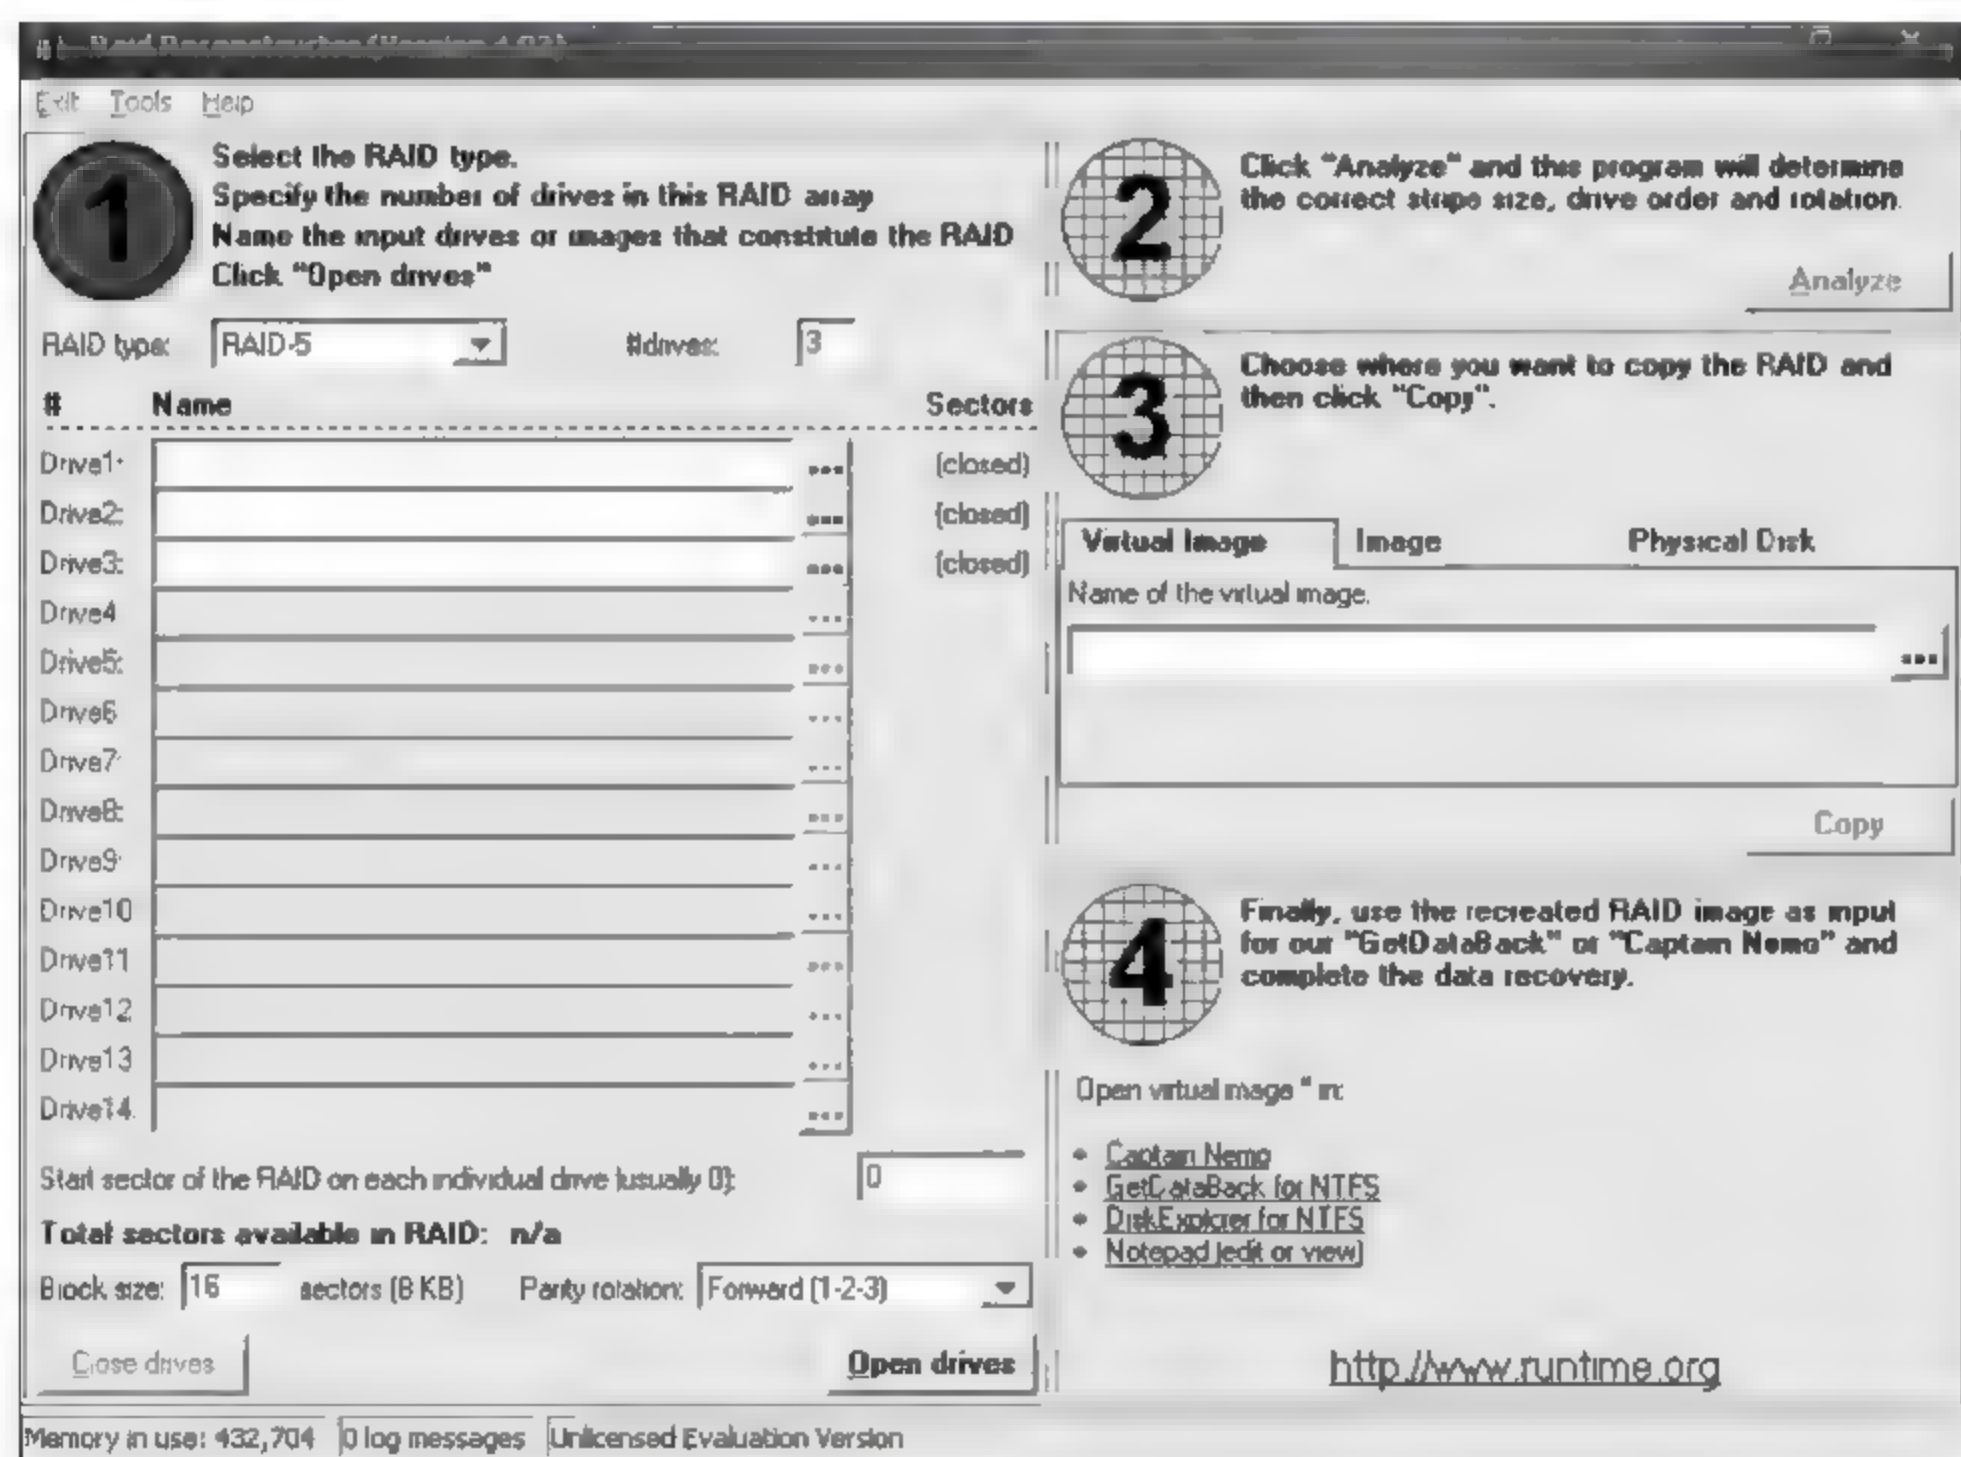 Raid Reconstructor (Version 1.02)
Exit Tools Help
1
Select the RAID type.
Specify the number of drives in this RAID array
Name the input drives or images that constitute the RAID
Click "Open drives"
RAID type: RAID-5 #drives: 3
# Name Sectors
Drive1: ... (closed)
Drive2: ... (closed)
Drive3: ... (closed)
Drive4: ...
Drive5: ...
Drive6: ...
Drive7: ...
Drive8: ...
Drive9: ...
Drive10: ...
Drive11: ...
Drive12: ...
Drive13: ...
Drive14: ...
Start sector of the RAID on each individual drive (usually 0): 0
Total sectors available in RAID: n/a
Block size: 16 sectors (8 KB) Parity rotation: Forward (1-2-3)
Close drives Open drives
2
Click "Analyze" and this program will determine
the correct stripe size, drive order and rotation.
Analyze
3
Choose where you want to copy the RAID and
then click "Copy".
Virtual Image Image Physical Disk
Name of the virtual image.
...
Copy
4
Finally, use the recreated RAID image as input
for our "GetDataBack" or "Captain Nemo" and
complete the data recovery.
Open virtual image " in:
• Captain Nemo
• GetDataBack for NTFS
• DiskExplorer for NTFS
• Notepad (edit or view)
http://www.runtime.org
Memory in use: 432,704 0 log messages Unlicensed Evaluation Version